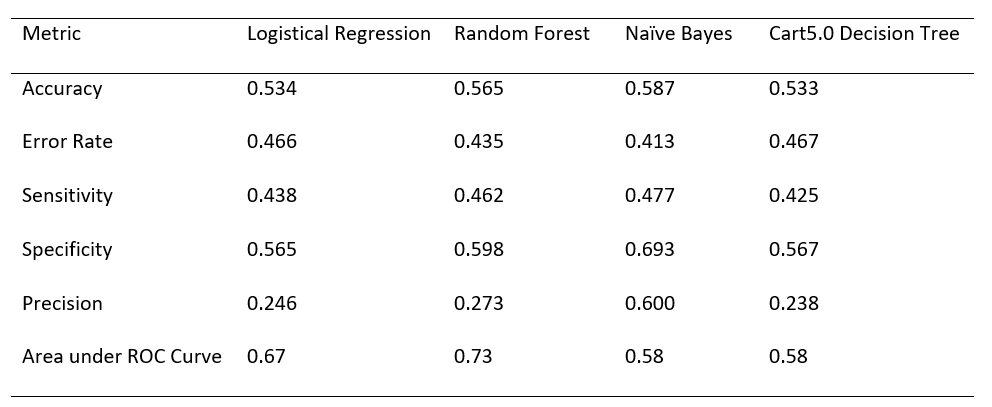 Metric Logistical Regression Random Forest Naïve Bayes Cart5.0 Decision Tree
Accuracy 0.534 0.565 0.587 0.533
Error Rate 0.466 0.435 0.413 0.467
Sensitivity 0.438 0.462 0.477 0.425
Specificity 0.565 0.598 0.693 0.567
Precision 0.246 0.273 0.600 0.238
Area under ROC Curve 0.67 0.73 0.58 0.58